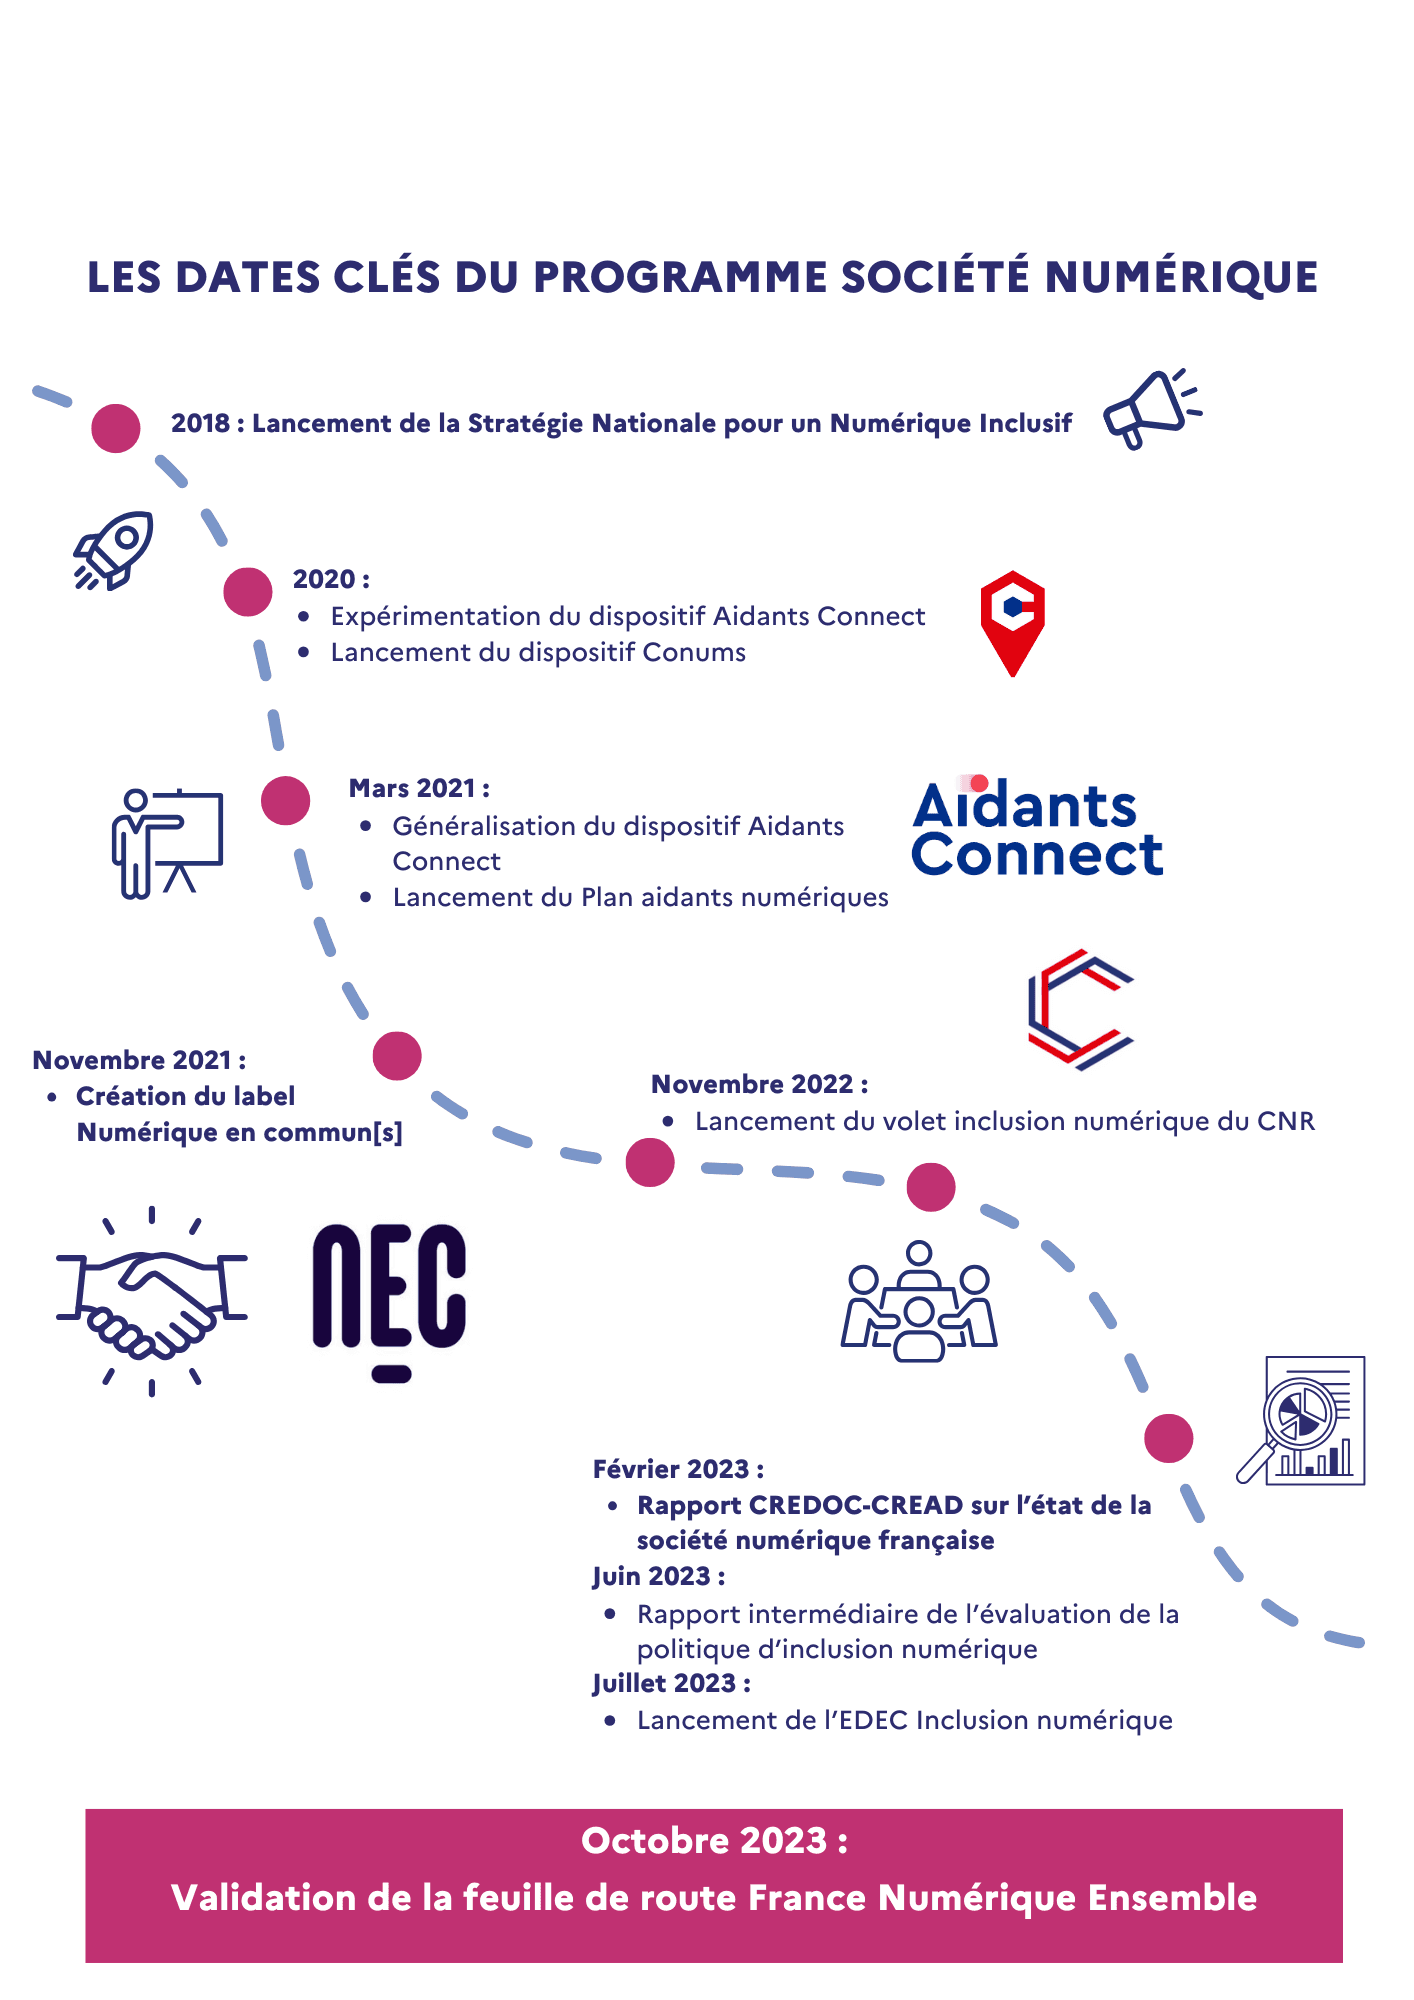 LES DATES CLÉS DU PROGRAMME SOCIÉTÉ NUMÉRIQUE
2018 : Lancement de la Stratégie Nationale pour un Numérique Inclusif
2020 :
• Expérimentation du dispositif Aidants Connect
• Lancement du dispositif Conums
Mars 2021 :
• Généralisation du dispositif Aidants
Connect
• Lancement du Plan aidants numériques
Aidants
Connect
Novembre 2021 :
• Création du label
Numérique en commun[s]
NEC
Novembre 2022 :
• Lancement du volet inclusion numérique du CNR
Février 2023 :
• Rapport CREDOC-CREAD sur l’état de la
société numérique française
Juin 2023 :
• Rapport intermédiaire de l’évaluation de la
politique d’inclusion numérique
Juillet 2023 :
• Lancement de l’EDEC Inclusion numérique
Octobre 2023 :
Validation de la feuille de route France Numérique Ensemble